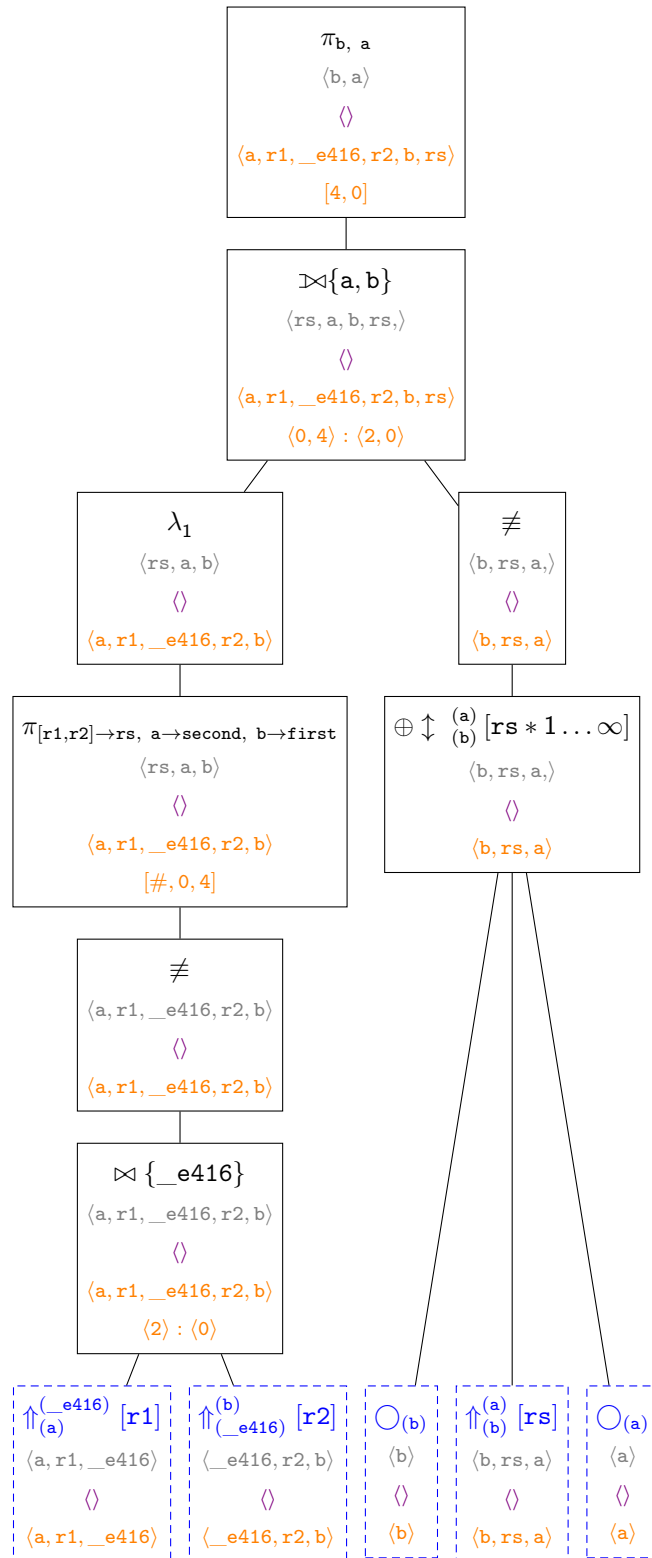 π b, a
⟨b, a⟩
⟨⟩
⟨a, r1, __e416, r2, b, rs⟩
[4, 0]
⟕{a, b}
⟨rs, a, b, rs,⟩
⟨⟩
⟨a, r1, __e416, r2, b, rs⟩
⟨0, 4⟩ : ⟨2, 0⟩
λ1
⟨rs, a, b⟩
⟨⟩
⟨a, r1, __e416, r2, b⟩
≢
⟨b, rs, a,⟩
⟨⟩
⟨b, rs, a⟩
π [r1,r2]→rs, a→second, b→first
⟨rs, a, b⟩
⟨⟩
⟨a, r1, __e416, r2, b⟩
[#, 0, 4]
⊕ ↕ (a) (b) [rs * 1 … ∞]
⟨b, rs, a,⟩
⟨⟩
⟨b, rs, a⟩
≢
⟨a, r1, __e416, r2, b⟩
⟨⟩
⟨a, r1, __e416, r2, b⟩
⋈ {__e416}
⟨a, r1, __e416, r2, b⟩
⟨⟩
⟨a, r1, __e416, r2, b⟩
⟨2⟩ : ⟨0⟩
⇑ (__e416) (a) [r1]
⟨a, r1, __e416⟩
⟨⟩
⟨a, r1, __e416⟩
⇑ (b) (__e416) [r2]
⟨__e416, r2, b⟩
⟨⟩
⟨__e416, r2, b⟩
◯(b)
⟨b⟩
⟨⟩
⟨b⟩
⇑ (a) (b) [rs]
⟨b, rs, a⟩
⟨⟩
⟨b, rs, a⟩
◯(a)
⟨a⟩
⟨⟩
⟨a⟩